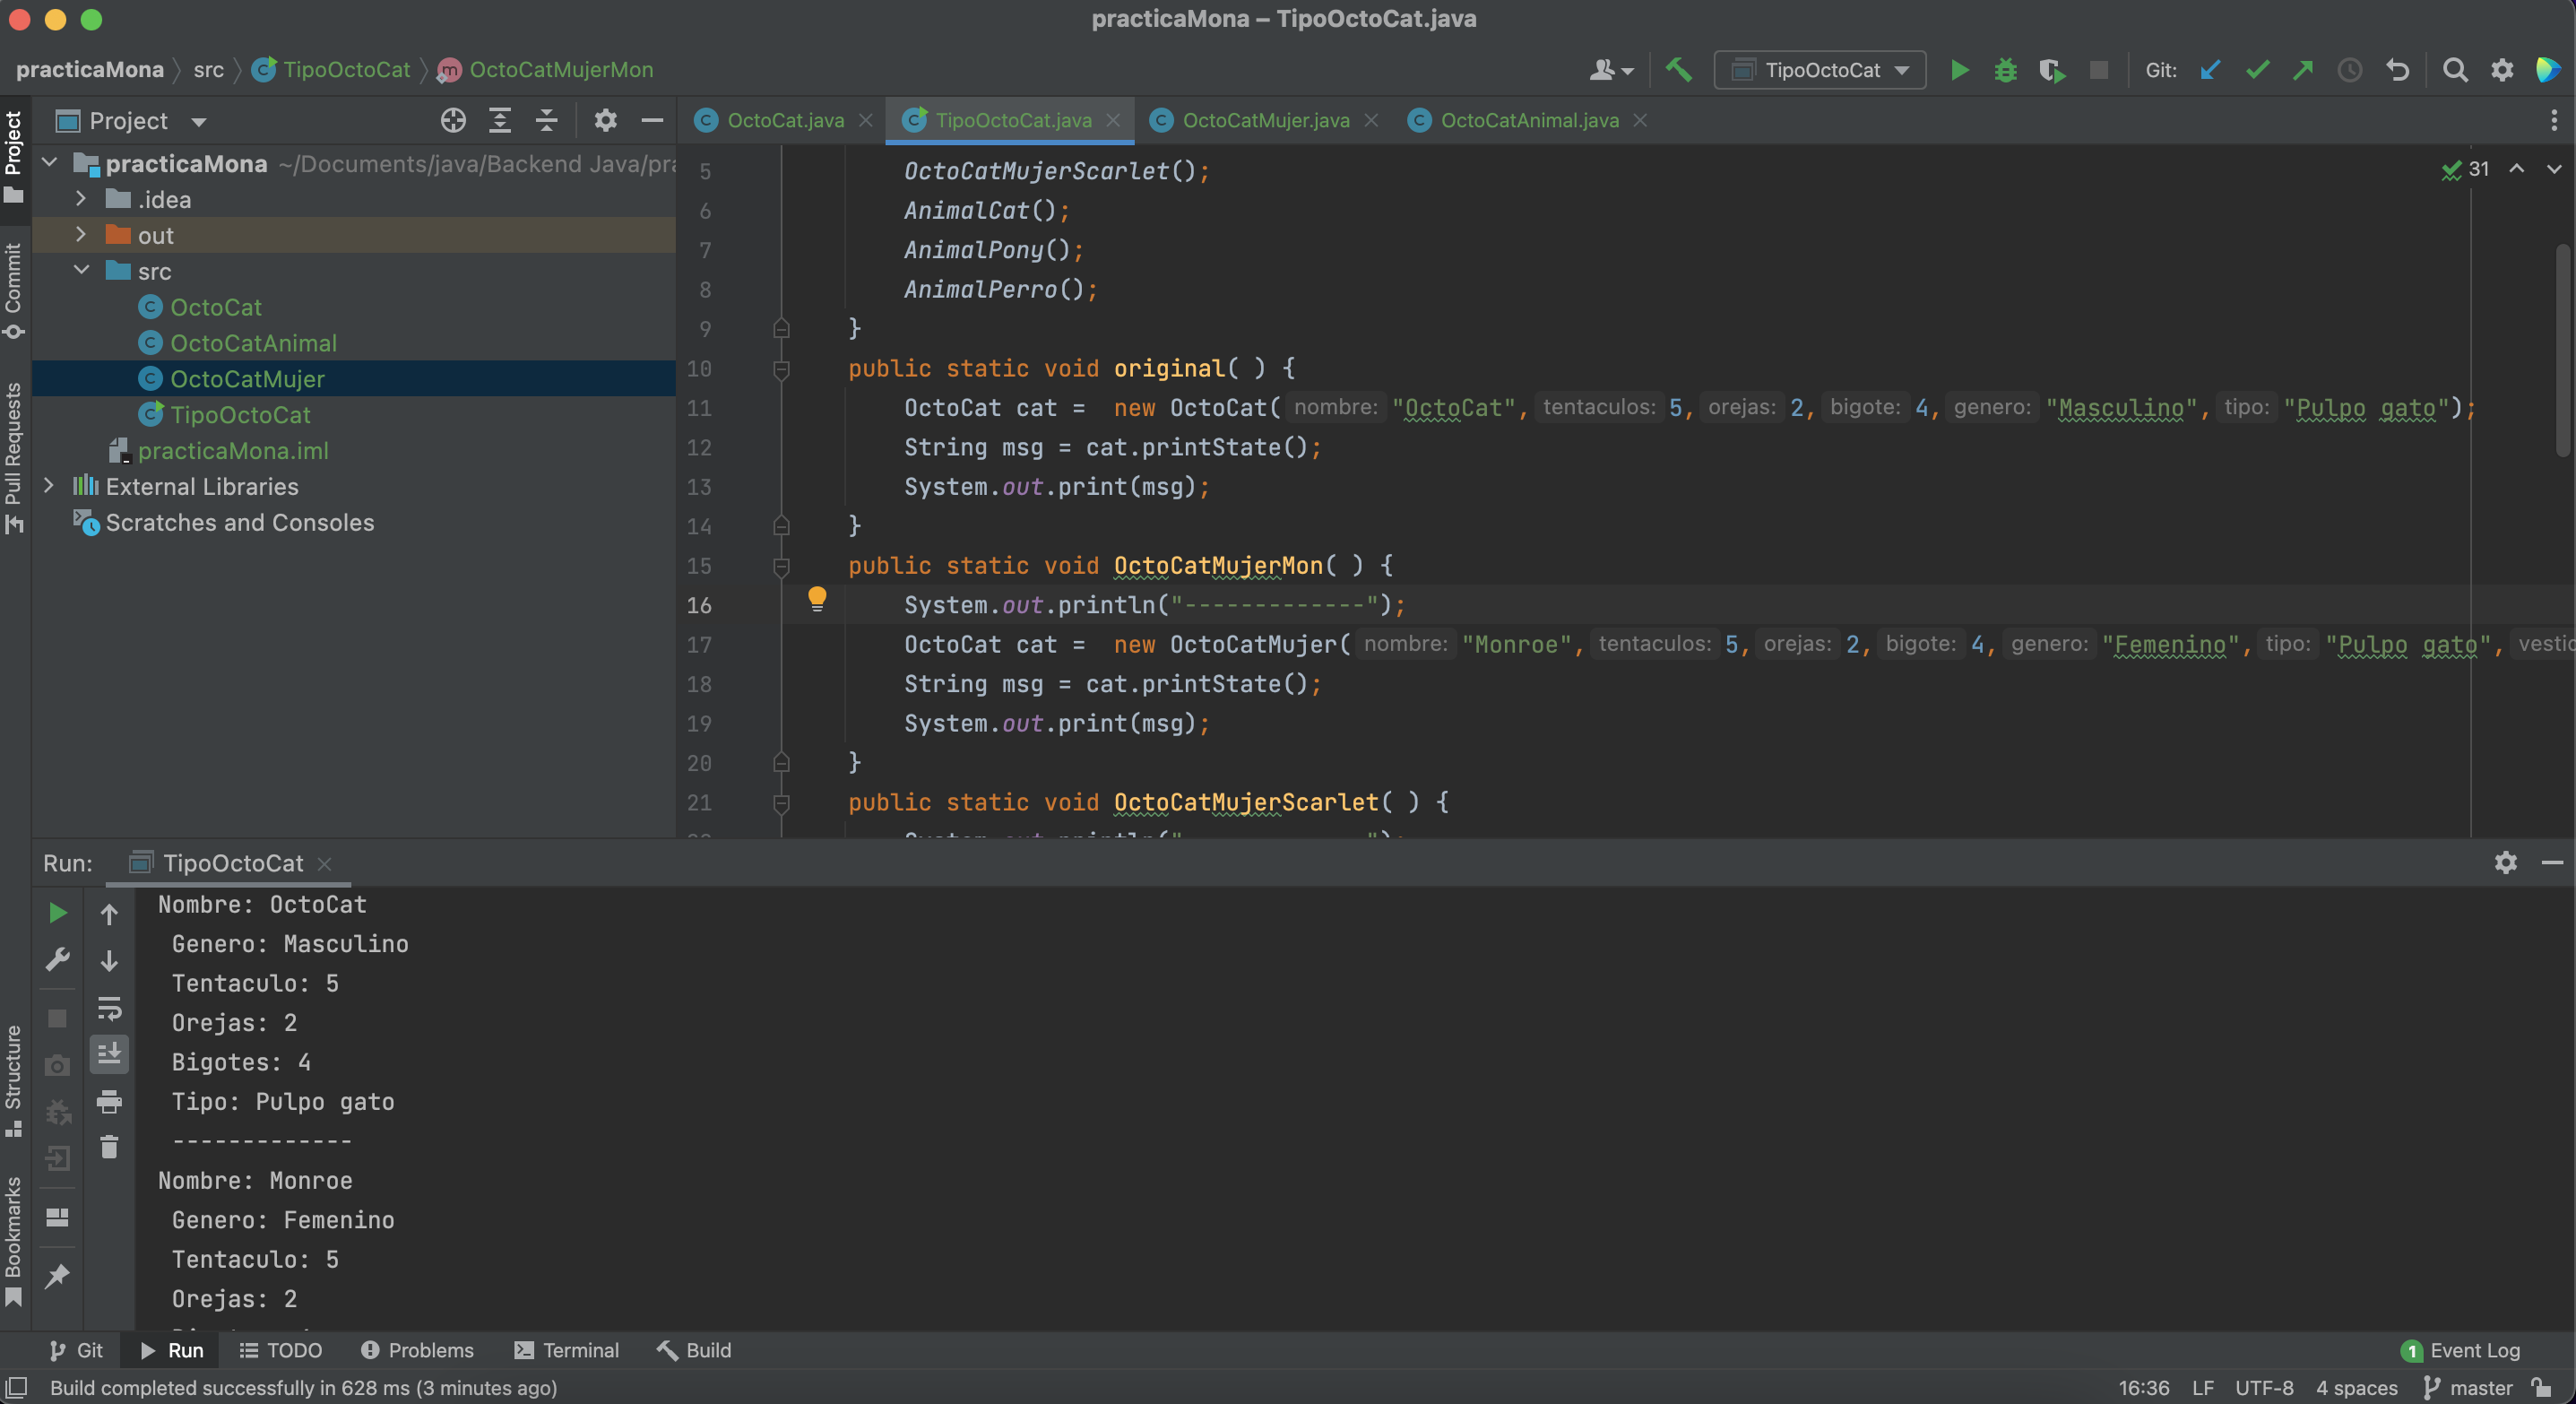 practicaMona – TipoOctoCat.java
practicaMona src TipoOctoCat m OctoCatMujerMon
TipoOctoCat Git:
Project
Commit
Pull Requests
Structure
Bookmarks
Project
practicaMona ~/Documents/java/Backend Java/pra
.idea
out
src
C OctoCat
C OctoCatAnimal
C OctoCatMujer
C TipoOctoCat
practicaMona.iml
External Libraries
Scratches and Consoles
C OctoCat.java C TipoOctoCat.java C OctoCatMujer.java C OctoCatAnimal.java
31
5 OctoCatMujerScarlet();
6 AnimalCat();
7 AnimalPony();
8 AnimalPerro();
9 }
10 public static void original( ) {
11 OctoCat cat =  new OctoCat( nombre: "OctoCat", tentaculos: 5, orejas: 2, bigote: 4, genero: "Masculino", tipo: "Pulpo gato");
12 String msg = cat.printState();
13 System.out.print(msg);
14 }
15 public static void OctoCatMujerMon( ) {
16 System.out.println("-------------");
17 OctoCat cat =  new OctoCatMujer( nombre: "Monroe", tentaculos: 5, orejas: 2, bigote: 4, genero: "Femenino", tipo: "Pulpo gato", vestic
18 String msg = cat.printState();
19 System.out.print(msg);
20 }
21 public static void OctoCatMujerScarlet( ) {
Run: TipoOctoCat
Nombre: OctoCat
Genero: Masculino
Tentaculo: 5
Orejas: 2
Bigotes: 4
Tipo: Pulpo gato
-------------
Nombre: Monroe
Genero: Femenino
Tentaculo: 5
Orejas: 2
Git Run TODO Problems Terminal Build 1 Event Log
Build completed successfully in 628 ms (3 minutes ago) 16:36 LF UTF-8 4 spaces master